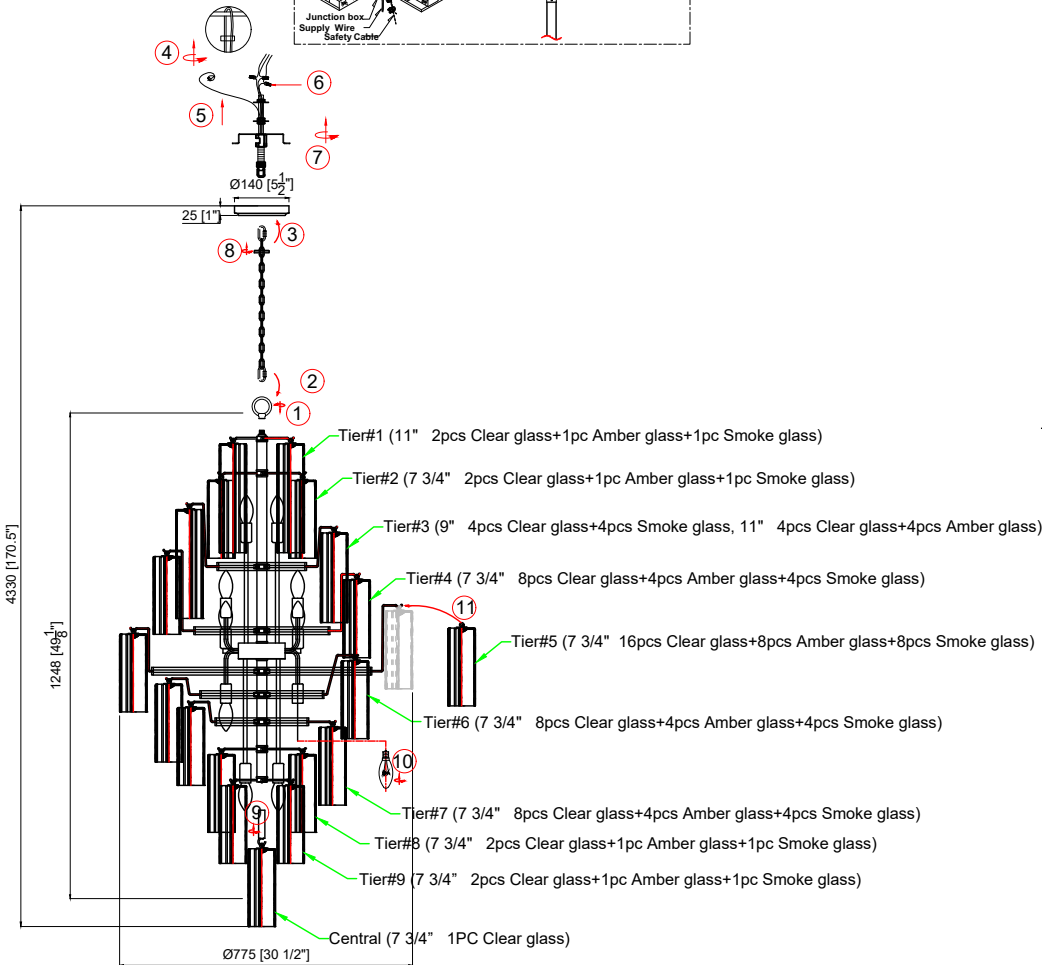 Junction box
Supply Wire
Safety Cable
4
5
6
7
Ø140 [5 1/2"]
25 [1"]
3
8
2
1
4330 [170.5"]
1248 [49 1/8"]
Tier#1 (11" 2pcs Clear glass+1pc Amber glass+1pc Smoke glass)
Tier#2 (7 3/4" 2pcs Clear glass+1pc Amber glass+1pc Smoke glass)
Tier#3 (9" 4pcs Clear glass+4pcs Smoke glass, 11" 4pcs Clear glass+4pcs Amber glass)
Tier#4 (7 3/4" 8pcs Clear glass+4pcs Amber glass+4pcs Smoke glass)
11
Tier#5 (7 3/4" 16pcs Clear glass+8pcs Amber glass+8pcs Smoke glass)
Tier#6 (7 3/4" 8pcs Clear glass+4pcs Amber glass+4pcs Smoke glass)
10
Tier#7 (7 3/4" 8pcs Clear glass+4pcs Amber glass+4pcs Smoke glass)
9
Tier#8 (7 3/4" 2pcs Clear glass+1pc Amber glass+1pc Smoke glass)
Tier#9 (7 3/4" 2pcs Clear glass+1pc Amber glass+1pc Smoke glass)
Central (7 3/4" 1PC Clear glass)
Ø775 [30 1/2"]